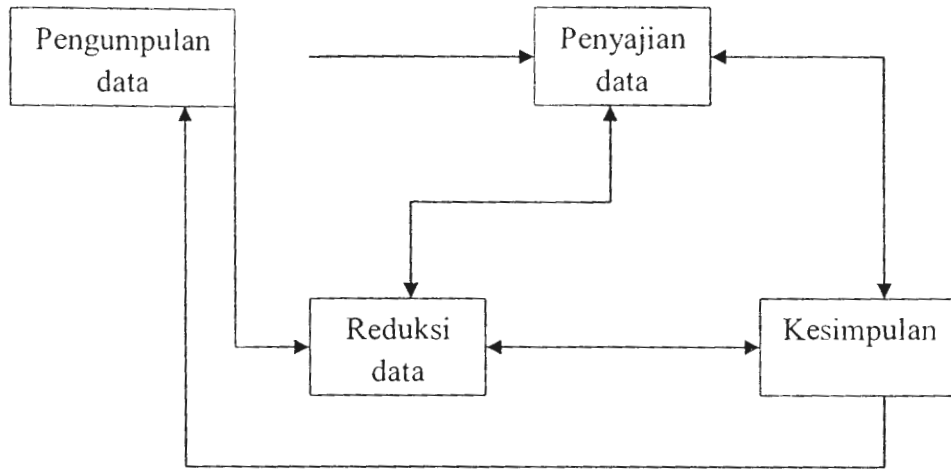 Pengumpulan
data
Penyajian
data
Reduksi
data
Kesimpulan